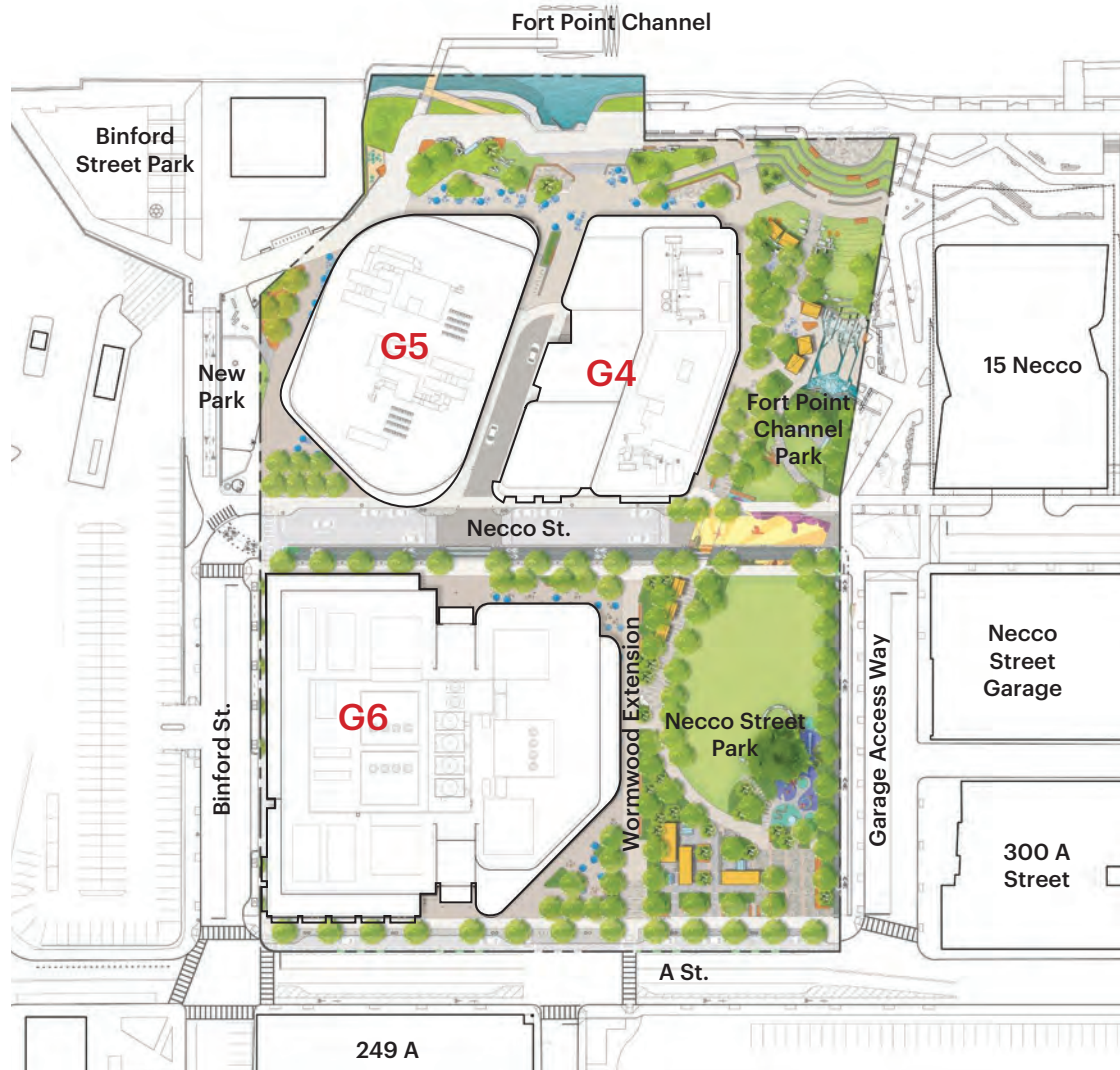 Fort Point Channel
Binford
Street Park
G5
G4
New
Park
15 Necco
Fort Point
Channel
Park
Necco St.
Binford St.
G6
Wormwood Extension
Necco Street
Park
Garage Access Way
Necco
Street
Garage
300 A
Street
A St.
249 A